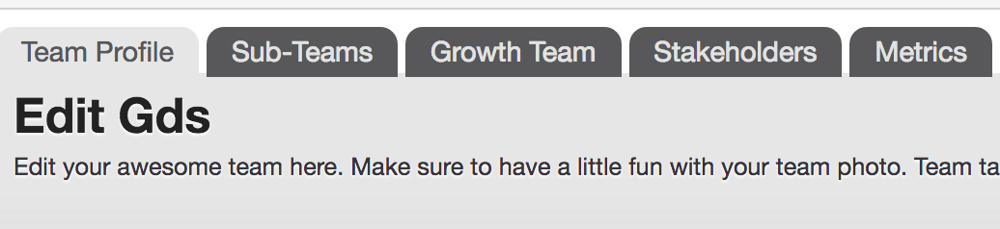 Team Profile Sub-Teams Growth Team Stakeholders Metrics
Edit Gds
Edit your awesome team here. Make sure to have a little fun with your team photo. Team ta